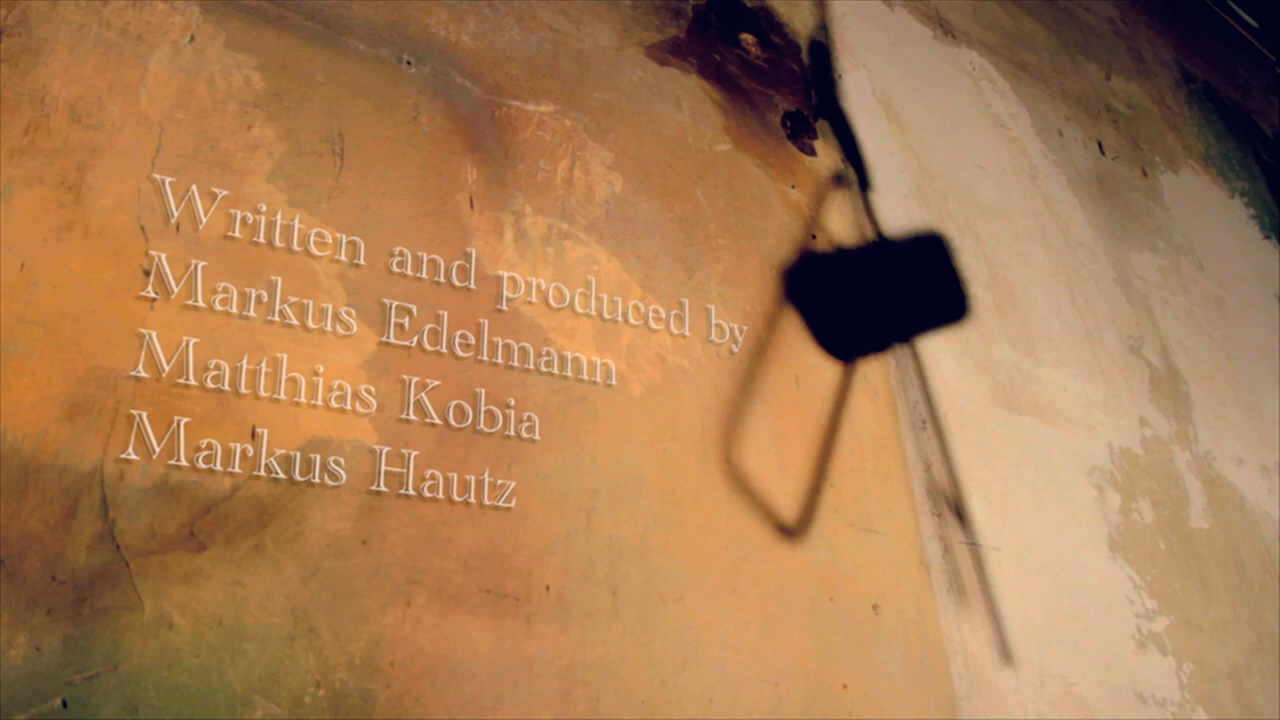 Written and produced by
Markus Edelmann
Matthias Kobia
Markus Hautz